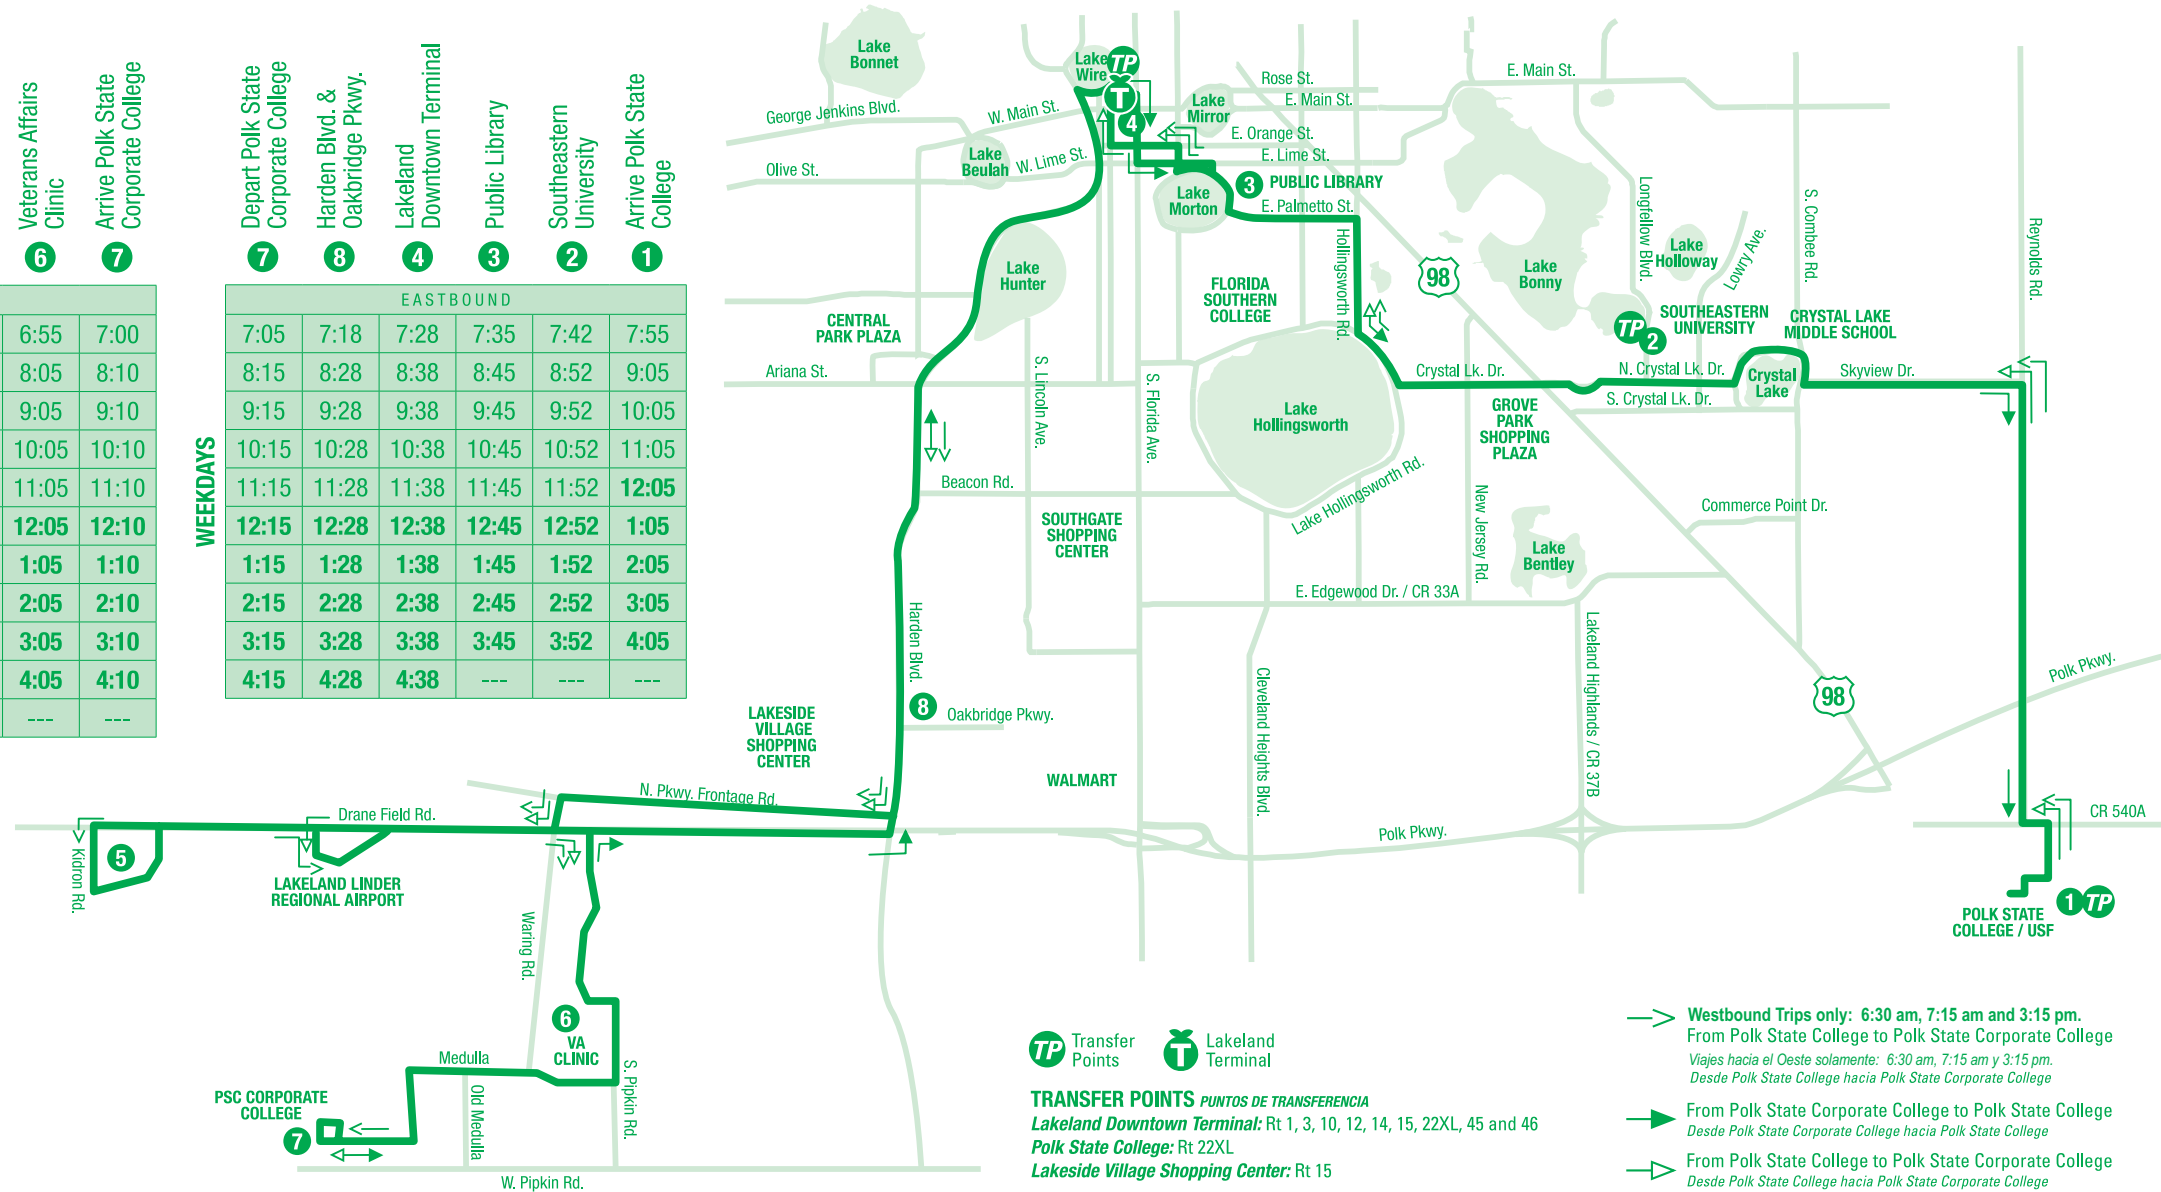 Veterans Affairs
Clinic
Arrive Polk State
Corporate College
6
7
6:55 7:00
8:05 8:10
9:05 9:10
10:05 10:10
11:05 11:10
12:05 12:10
1:05 1:10
2:05 2:10
3:05 3:10
4:05 4:10
--- ---
WEEKDAYS
Depart Polk State
Corporate College
Harden Blvd. &
Oakbridge Pkwy.
Lakeland
Downtown Terminal
Public Library
Southeastern
University
Arrive Polk State
College
7 8 4 3 2 1
EASTBOUND
7:05 7:18 7:28 7:35 7:42 7:55
8:15 8:28 8:38 8:45 8:52 9:05
9:15 9:28 9:38 9:45 9:52 10:05
10:15 10:28 10:38 10:45 10:52 11:05
11:15 11:28 11:38 11:45 11:52 12:05
12:15 12:28 12:38 12:45 12:52 1:05
1:15 1:28 1:38 1:45 1:52 2:05
2:15 2:28 2:38 2:45 2:52 3:05
3:15 3:28 3:38 3:45 3:52 4:05
4:15 4:28 4:38 --- --- ---
Lake
Bonnet
Lake
Wire
TP
T
4
Lake
Mirror
Rose St.
E. Main St.
E. Main St.
George Jenkins Blvd.
W. Main St.
E. Orange St.
E. Lime St.
Olive St.
Lake
Beulah
W. Lime St.
3 PUBLIC LIBRARY
Lake
Morton
E. Palmetto St.
Hollingsworth Rd.
Longfellow Blvd.
S. Combee Rd.
Reynolds Rd.
Lake
Hunter
FLORIDA
SOUTHERN
COLLEGE
98
Lake
Bonny
Lake
Holloway
Lowry Ave.
CENTRAL
PARK PLAZA
TP
2
SOUTHEASTERN
UNIVERSITY
CRYSTAL LAKE
MIDDLE SCHOOL
Ariana St.
S. Lincoln Ave.
S. Florida Ave.
Crystal Lk. Dr.
N. Crystal Lk. Dr.
S. Crystal Lk. Dr.
Crystal
Lake
Skyview Dr.
Lake
Hollingsworth
GROVE
PARK
SHOPPING
PLAZA
Beacon Rd.
Lake Hollingsworth Rd.
New Jersey Rd.
Commerce Point Dr.
SOUTHGATE
SHOPPING
CENTER
Lake
Bentley
E. Edgewood Dr. / CR 33A
Harden Blvd.
Cleveland Heights Blvd.
Lakeland Highlands / CR 37B
Polk Pkwy.
98
8
Oakbridge Pkwy.
LAKESIDE
VILLAGE
SHOPPING
CENTER
WALMART
N. Pkwy. Frontage Rd.
Drane Field Rd.
Polk Pkwy.
CR 540A
Kidron Rd.
5
LAKELAND LINDER
REGIONAL AIRPORT
Waring Rd.
1 TP
POLK STATE
COLLEGE / USF
6
VA
CLINIC
Medulla
Old Medulla
S. Pipkin Rd.
PSC CORPORATE
COLLEGE
7
W. Pipkin Rd.
TP Transfer
Points
T Lakeland
Terminal
TRANSFER POINTS PUNTOS DE TRANSFERENCIA
Lakeland Downtown Terminal: Rt 1, 3, 10, 12, 14, 15, 22XL, 45 and 46
Polk State College: Rt 22XL
Lakeside Village Shopping Center: Rt 15
Westbound Trips only: 6:30 am, 7:15 am and 3:15 pm.
From Polk State College to Polk State Corporate College
Viajes hacia el Oeste solamente: 6:30 am, 7:15 am y 3:15 pm.
Desde Polk State College hacia Polk State Corporate College
From Polk State Corporate College to Polk State College
Desde Polk State Corporate College hacia Polk State College
From Polk State College to Polk State Corporate College
Desde Polk State College hacia Polk State Corporate College